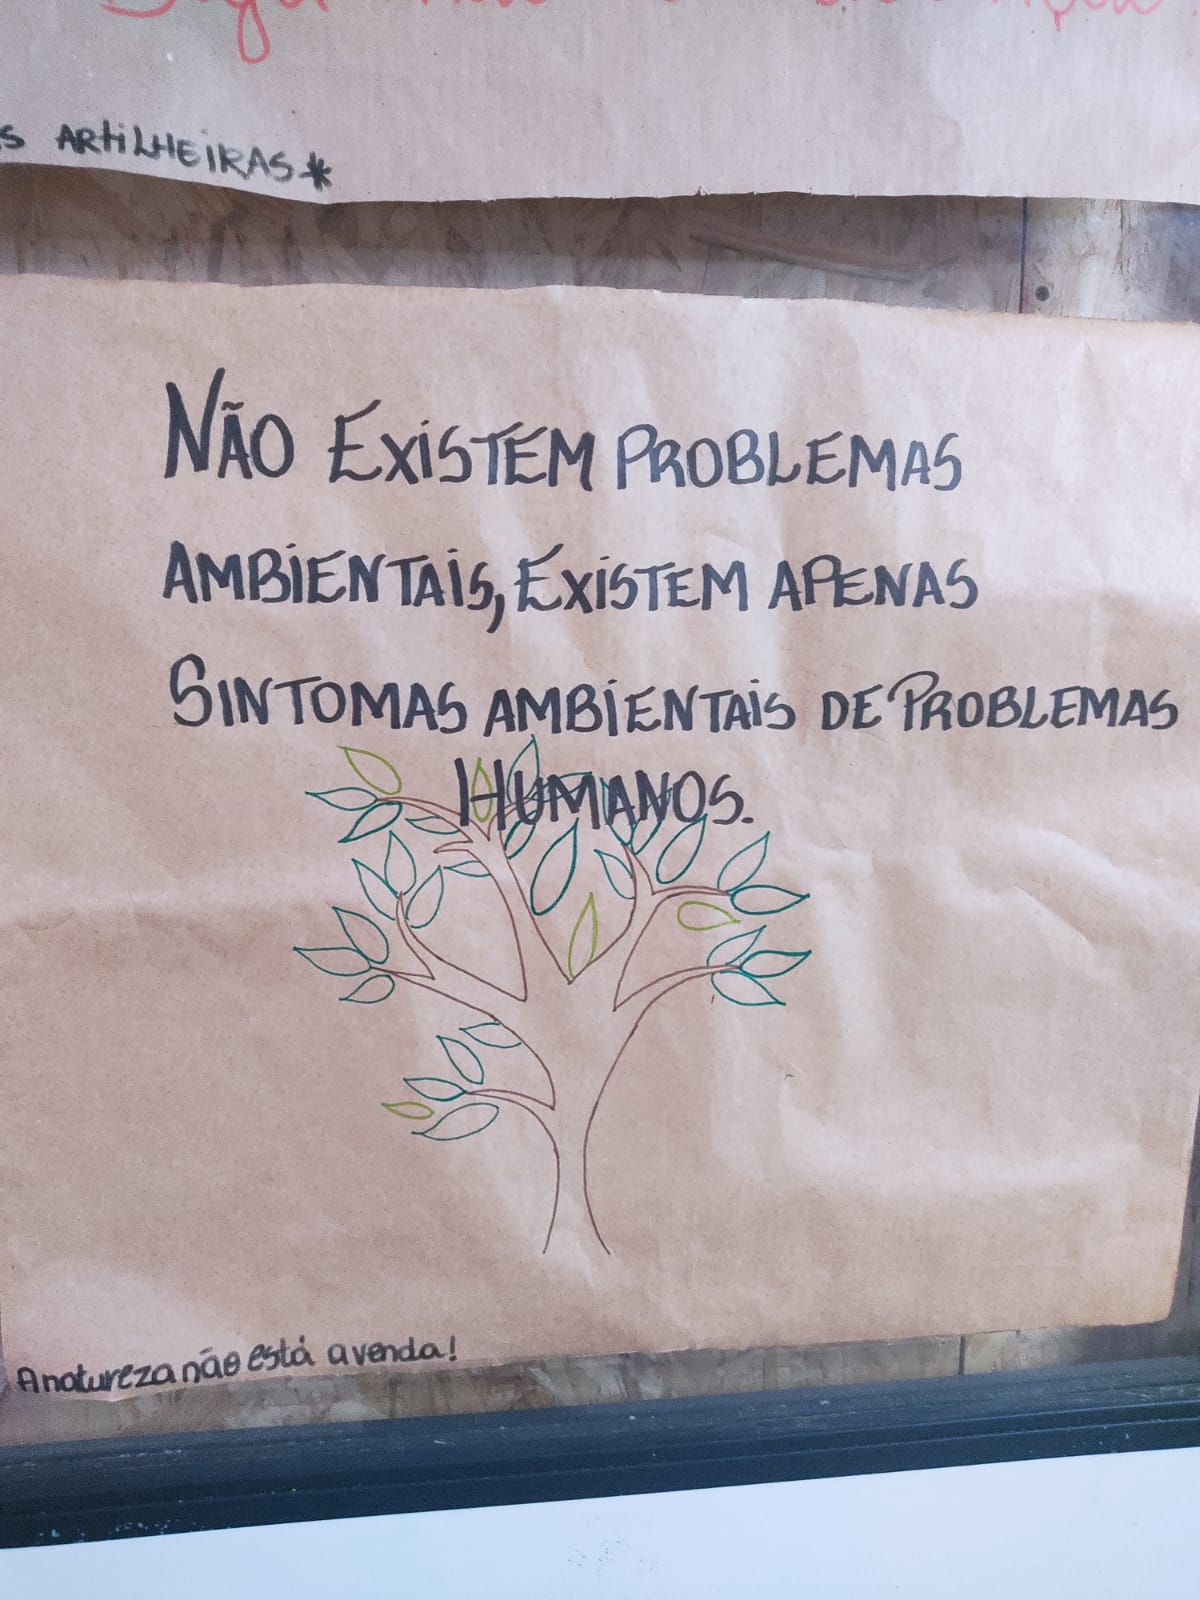 S ARTILHEIRAS*
NÃO EXISTEM PROBLEMAS
AMBIENTAIS, EXISTEM APENAS
SINTOMAS AMBIENTAIS DE PROBLEMAS
HUMANOS.
A natureza não está a venda!